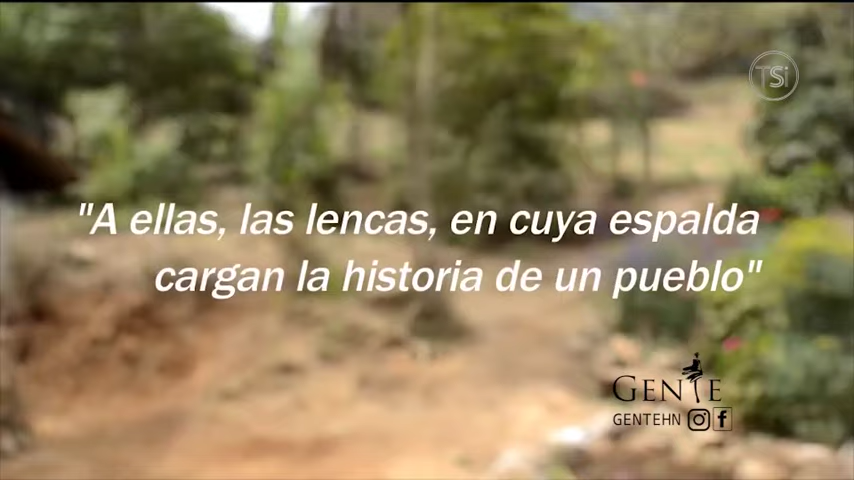 TSi
"A ellas, las lencas, en cuya espalda
cargan la historia de un pueblo"
GENTE
GENTEHN